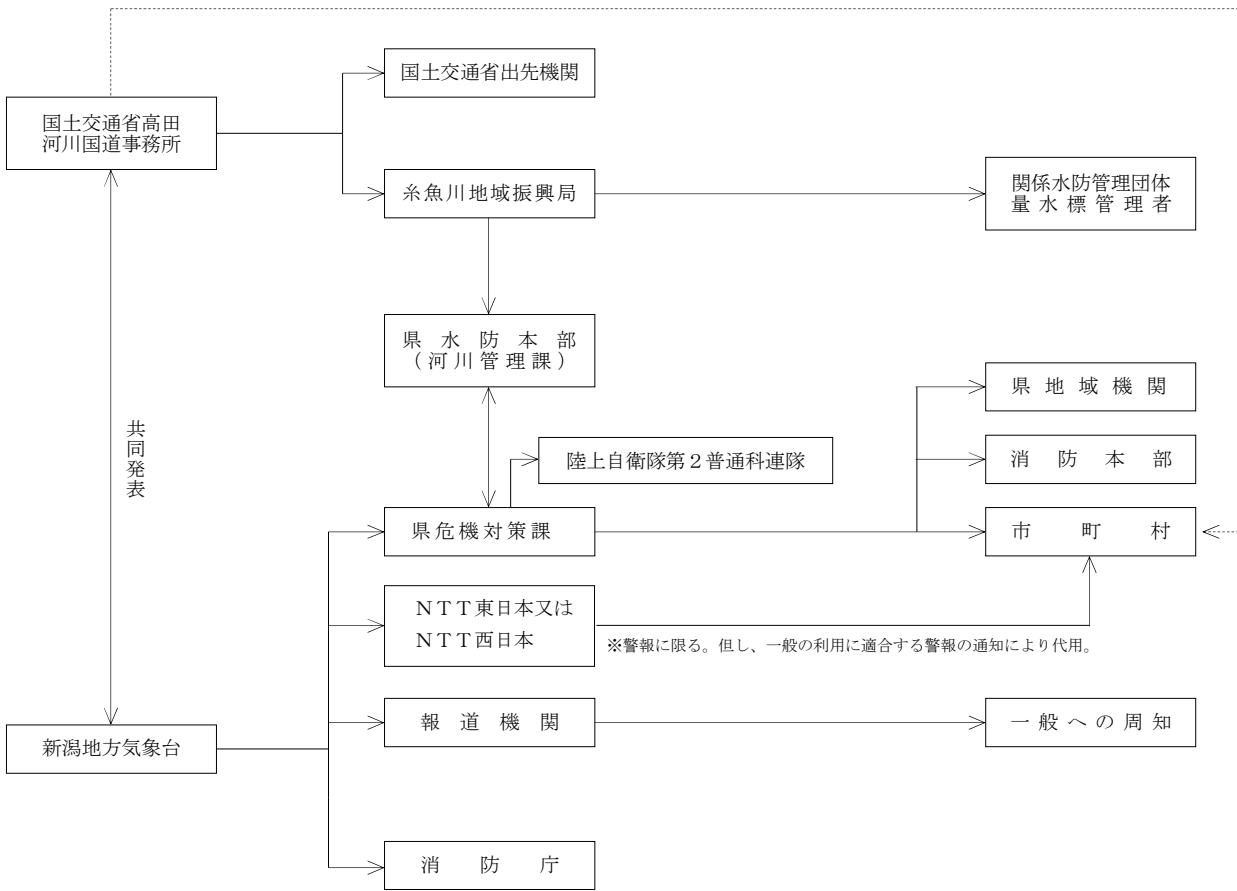 国土交通省出先機関
国土交通省高田
河川国道事務所
糸魚川地域振興局
関係水防管理団体
量水標管理者
県水防本部
（河川管理課）
県地域機関
共同発表
陸上自衛隊第２普通科連隊
消防本部
県危機対策課
市町村
ＮＴＴ東日本又は
ＮＴＴ西日本
※警報に限る。但し、一般の利用に適合する警報の通知により代用。
報道機関
一般への周知
新潟地方気象台
消防庁